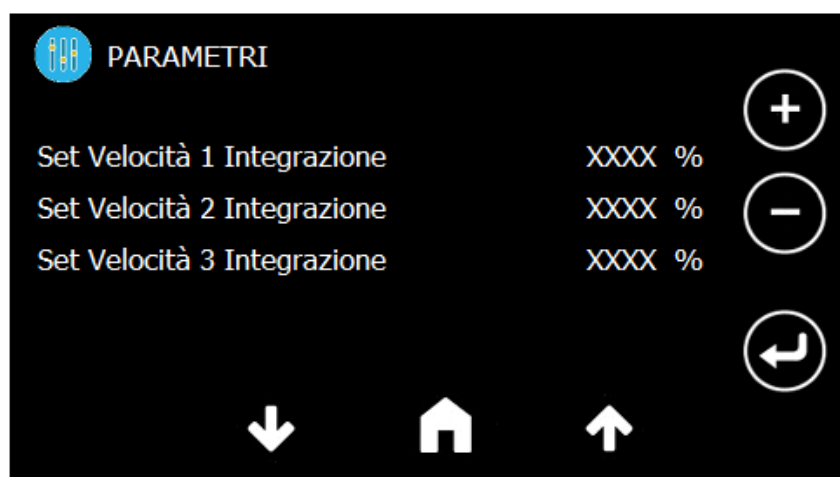 PARAMETRI
Set Velocità 1 Integrazione XXXX %
Set Velocità 2 Integrazione XXXX %
Set Velocità 3 Integrazione XXXX %